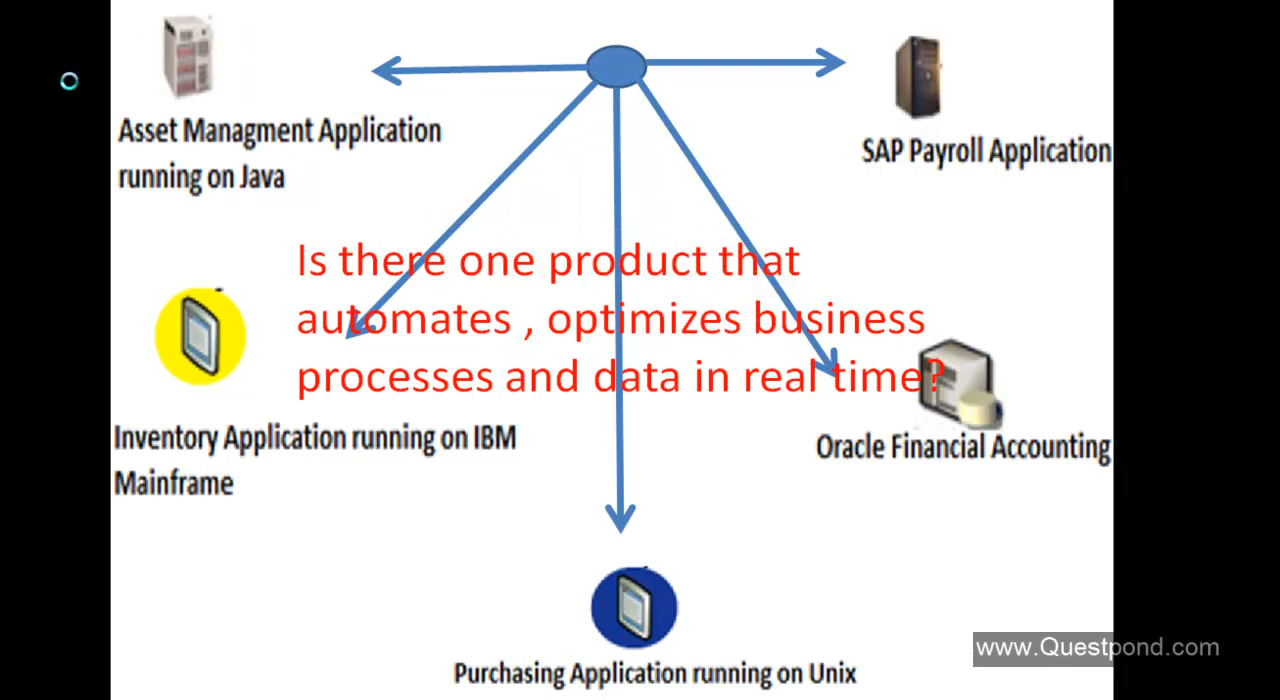 Asset Managment Application
running on Java
SAP Payroll Application
Is there one product that
automates , optimizes business
processes and data in real time?
Inventory Application running on IBM
Mainframe
Oracle Financial Accounting
www.Questpond.com
Purchasing Application running on Unix